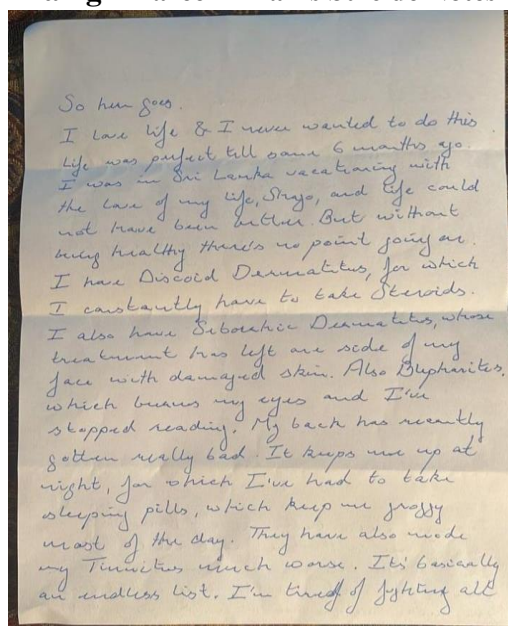 So here goes.
I love life & I never wanted to do this.
Life was perfect till some 6 months ago.
I was in Sri Lanka vacationing with
the love of my life, and life could
not have been better. But without
being healthy there's no point going on.
I have Discoid Dermatitus, for which
I constantly have to take Steroids.
I also have Dermatitus, whose
treatment has left one side of my
face with damaged skin. Also
which burns my eyes and I've
stopped reading. My back has recently
gotten really bad. It keeps me up at
night, for which I've had to take
sleeping pills, which keep me groggy
most of the day. They have also made
my Tinnitus much worse. It's basically
an endless list. I'm tired of fighting all